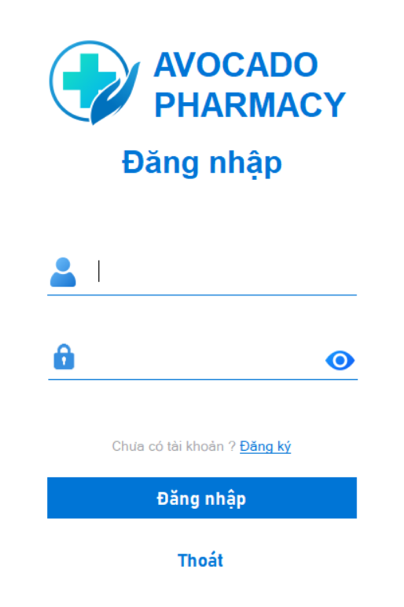 AVOCADO
PHARMACY
Đăng nhập
Chưa có tài khoản ? Đăng ký
Đăng nhập
Thoát